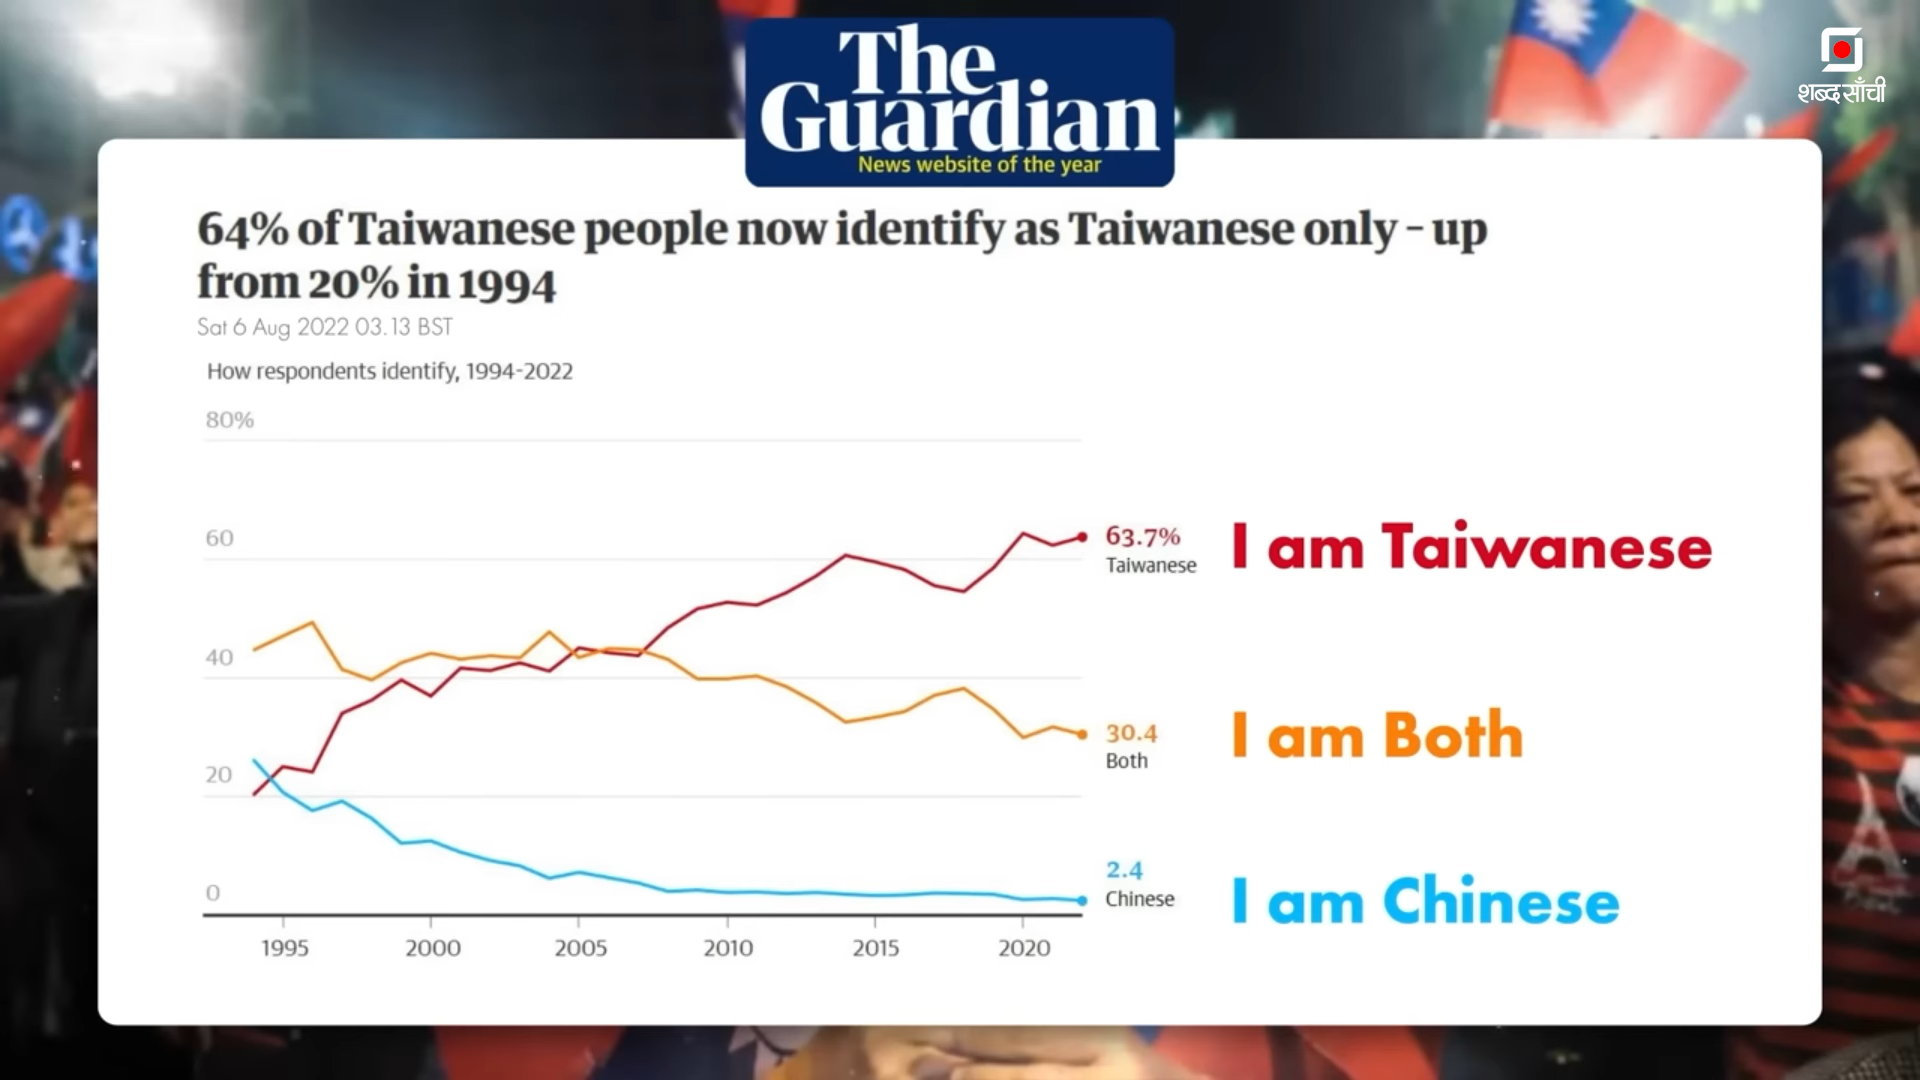 The
Guardian
News website of the year
शब्द साँची
64% of Taiwanese people now identify as Taiwanese only - up
from 20% in 1994
Sat 6 Aug 2022 03.13 BST
How respondents identify, 1994-2022
80%
60
40
20
0
63.7%
Taiwanese
I am Taiwanese
30.4
Both
I am Both
2.4
Chinese
I am Chinese
1995 2000 2005 2010 2015 2020